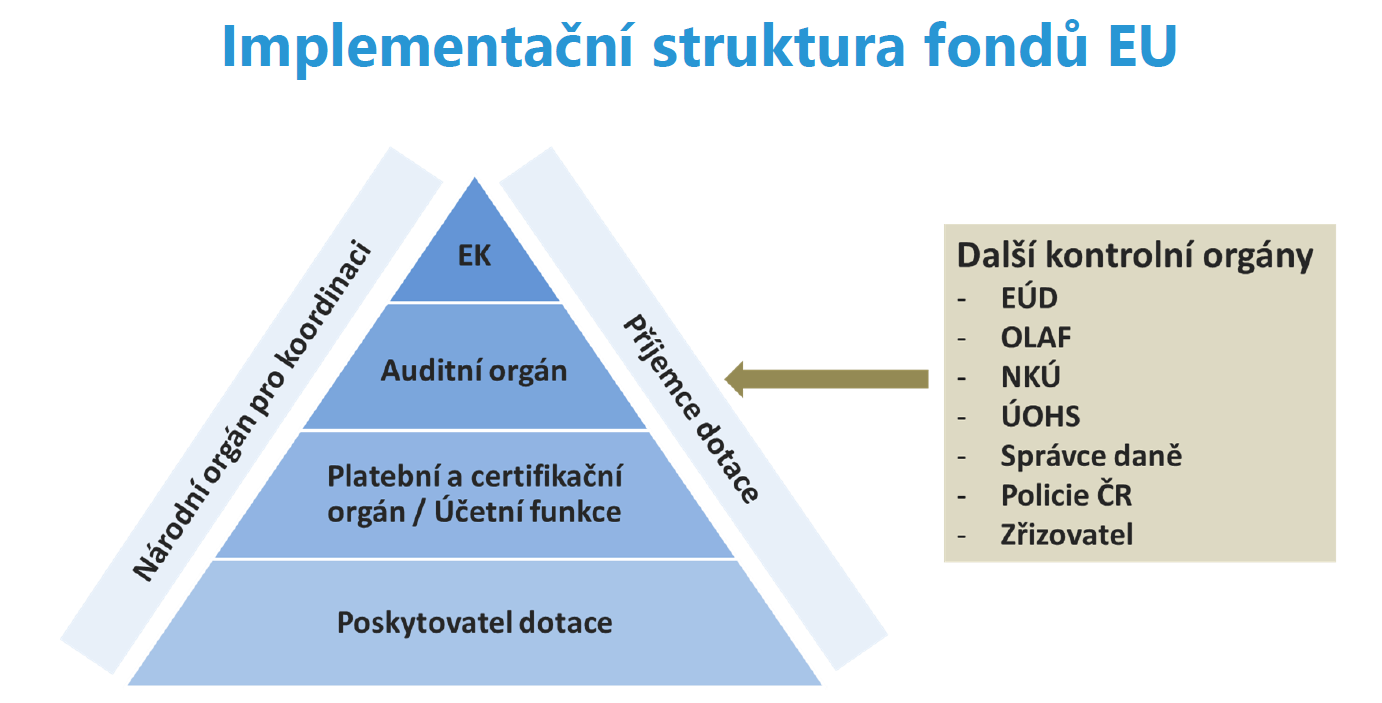 Implementační struktura fondů EU
Národní orgán pro koordinaci
EK
Auditní orgán
Platební a certifikační
orgán / Účetní funkce
Poskytovatel dotace
Příjemce dotace
Další kontrolní orgány
- EÚD
- OLAF
- NKÚ
- ÚOHS
- Správce daně
- Policie ČR
- Zřizovatel